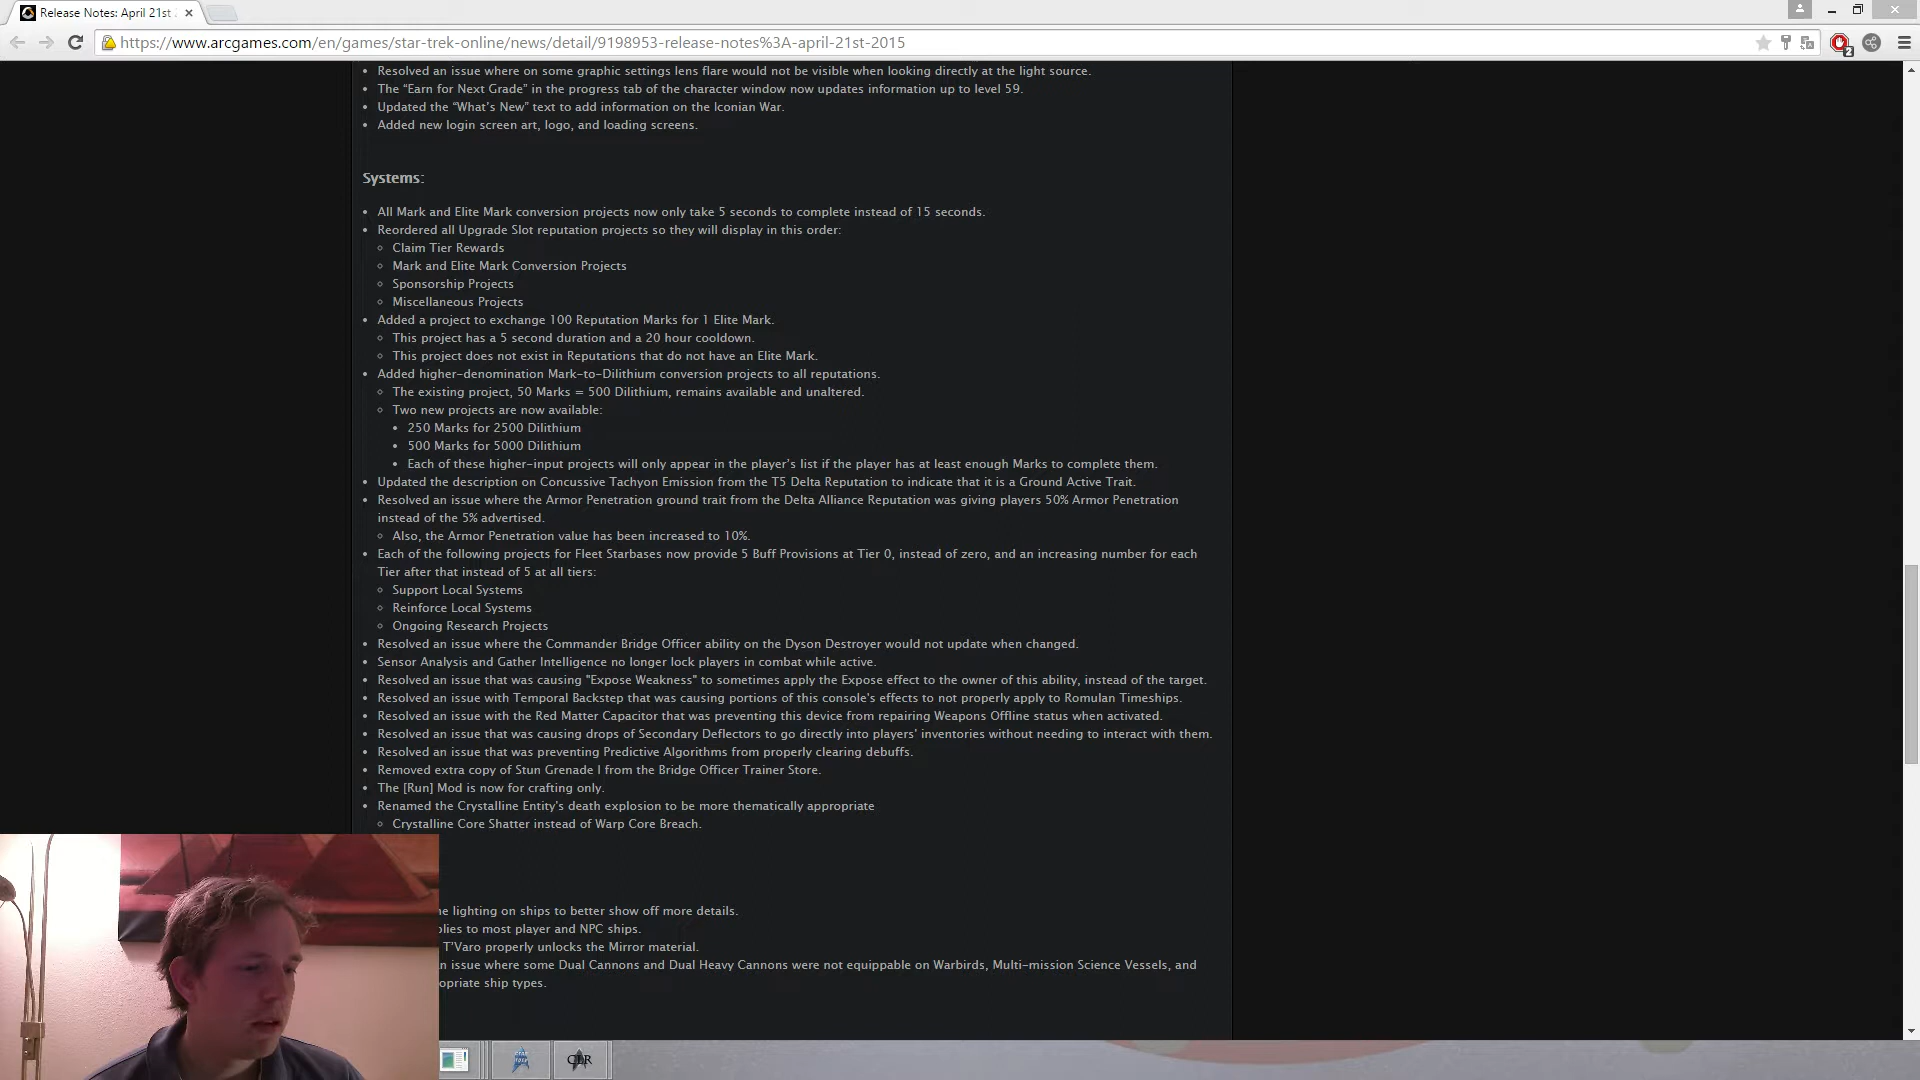 Release Notes: April 21st
https://www.arcgames.com/en/games/star-trek-online/news/detail/9198953-release-notes%3A-april-21st-2015
2
Resolved an issue where on some graphic settings lens flare would not be visible when looking directly at the light source.
The “Earn for Next Grade” in the progress tab of the character window now updates information up to level 59.
Updated the “What’s New” text to add information on the Iconian War.
Added new login screen art, logo, and loading screens.
Systems:
All Mark and Elite Mark conversion projects now only take 5 seconds to complete instead of 15 seconds.
Reordered all Upgrade Slot reputation projects so they will display in this order:
Claim Tier Rewards
Mark and Elite Mark Conversion Projects
Sponsorship Projects
Miscellaneous Projects
Added a project to exchange 100 Reputation Marks for 1 Elite Mark.
This project has a 5 second duration and a 20 hour cooldown.
This project does not exist in Reputations that do not have an Elite Mark.
Added higher-denomination Mark-to-Dilithium conversion projects to all reputations.
The existing project, 50 Marks = 500 Dilithium, remains available and unaltered.
Two new projects are now available:
250 Marks for 2500 Dilithium
500 Marks for 5000 Dilithium
Each of these higher-input projects will only appear in the player’s list if the player has at least enough Marks to complete them.
Updated the description on Concussive Tachyon Emission from the T5 Delta Reputation to indicate that it is a Ground Active Trait.
Resolved an issue where the Armor Penetration ground trait from the Delta Alliance Reputation was giving players 50% Armor Penetration
instead of the 5% advertised.
Also, the Armor Penetration value has been increased to 10%.
Each of the following projects for Fleet Starbases now provide 5 Buff Provisions at Tier 0, instead of zero, and an increasing number for each
Tier after that instead of 5 at all tiers:
Support Local Systems
Reinforce Local Systems
Ongoing Research Projects
Resolved an issue where the Commander Bridge Officer ability on the Dyson Destroyer would not update when changed.
Sensor Analysis and Gather Intelligence no longer lock players in combat while active.
Resolved an issue that was causing "Expose Weakness" to sometimes apply the Expose effect to the owner of this ability, instead of the target.
Resolved an issue with Temporal Backstep that was causing portions of this console's effects to not properly apply to Romulan Timeships.
Resolved an issue with the Red Matter Capacitor that was preventing this device from repairing Weapons Offline status when activated.
Resolved an issue that was causing drops of Secondary Deflectors to go directly into players’ inventories without needing to interact with them.
Resolved an issue that was preventing Predictive Algorithms from properly clearing debuffs.
Removed extra copy of Stun Grenade I from the Bridge Officer Trainer Store.
The [Run] Mod is now for crafting only.
Renamed the Crystalline Entity's death explosion to be more thematically appropriate
Crystalline Core Shatter instead of Warp Core Breach.
lighting on ships to better show off more details.
to most player and NPC ships.
T’Varo properly unlocks the Mirror material.
issue where some Dual Cannons and Dual Heavy Cannons were not equippable on Warbirds, Multi-mission Science Vessels, and
ship types.
CLR